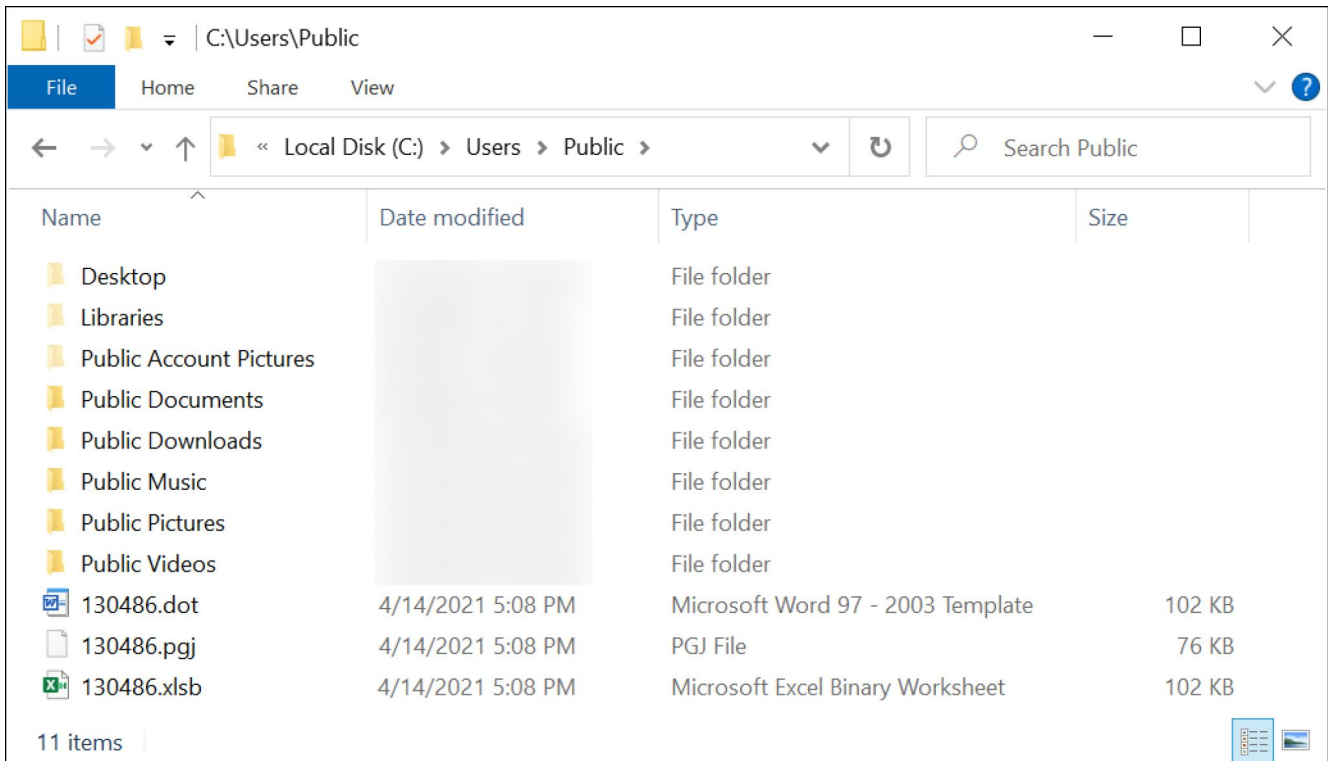 C:\Users\Public
File Home Share View ?
« Local Disk (C:) > Users > Public > Search Public
Name Date modified Type Size
Desktop File folder
Libraries File folder
Public Account Pictures File folder
Public Documents File folder
Public Downloads File folder
Public Music File folder
Public Pictures File folder
Public Videos File folder
130486.dot 4/14/2021 5:08 PM Microsoft Word 97 - 2003 Template 102 KB
130486.pgj 4/14/2021 5:08 PM PGJ File 76 KB
130486.xlsb 4/14/2021 5:08 PM Microsoft Excel Binary Worksheet 102 KB
11 items